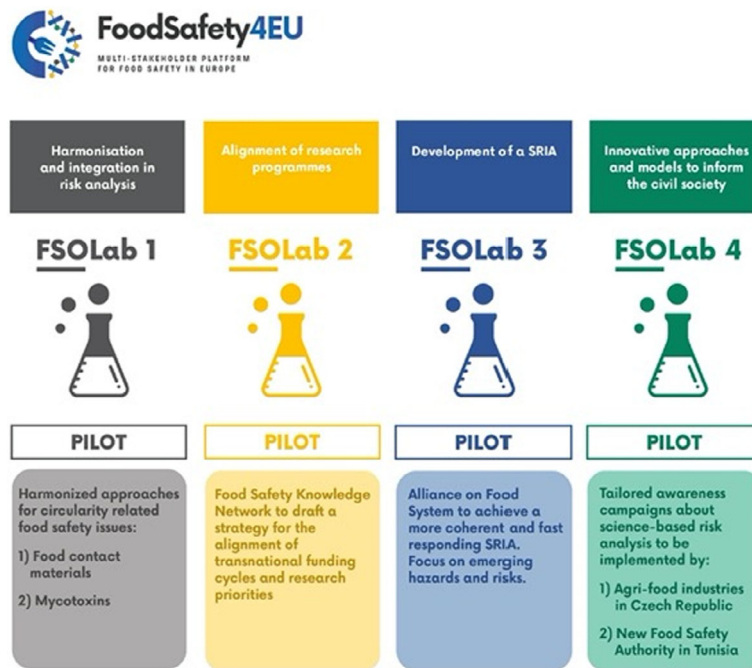 FoodSafety4EU
MULTI-STAKEHOLDER PLATFORM
FOR FOOD SAFETY IN EUROPE
Harmonisation
and integration in
risk analysis
Alignment of research
programmes
Development of a SRIA
Innovative approaches
and models to inform
the civil society
FSOLab 1
FSOLab 2
FSOLab 3
FSOLab 4
PILOT
PILOT
PILOT
PILOT
Harmonized approaches
for circularity related
food safety issues:
1) Food contact
materials
2) Mycotoxins
Food Safety Knowledge
Network to draft a
strategy for the
alignment of
transnational funding
cycles and research
priorities
Alliance on Food
System to achieve a
more coherent and fast
responding SRIA.
Focus on emerging
hazards and risks.
Tailored awareness
campaigns about
science-based risk
analysis to be
implemented by:
1) Agri-food industries
in Czech Republic
2) New Food Safety
Authority in Tunisia